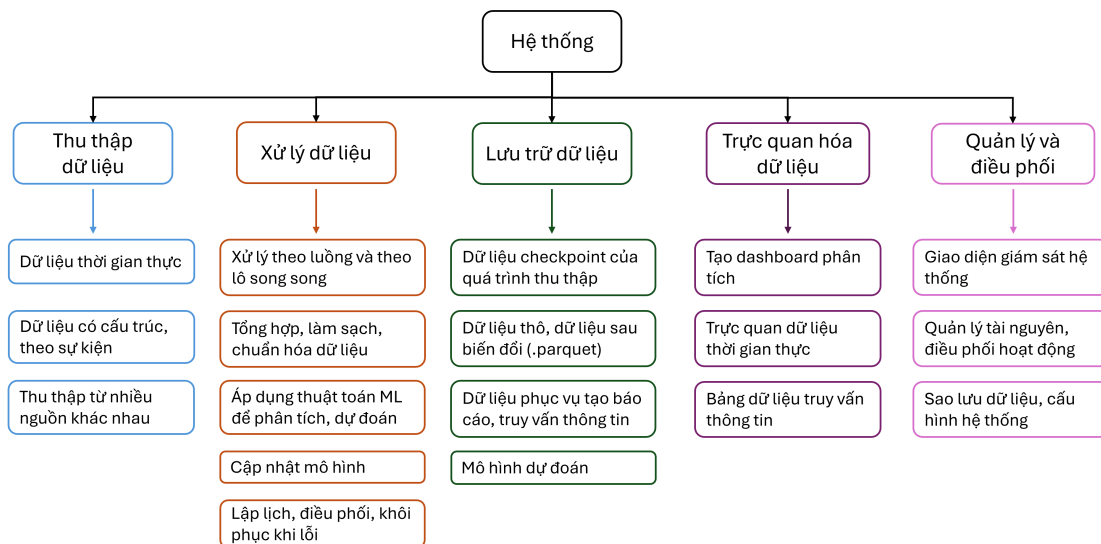 Hệ thống
Thu thập
dữ liệu
Dữ liệu thời gian thực
Dữ liệu có cấu trúc,
theo sự kiện
Thu thập từ nhiều
nguồn khác nhau
Xử lý dữ liệu
Xử lý theo luồng và theo
lô song song
Tổng hợp, làm sạch,
chuẩn hóa dữ liệu
Áp dụng thuật toán ML
để phân tích, dự đoán
Cập nhật mô hình
Lập lịch, điều phối, khôi
phục khi lỗi
Lưu trữ dữ liệu
Dữ liệu checkpoint của
quá trình thu thập
Dữ liệu thô, dữ liệu sau
biến đổi (.parquet)
Dữ liệu phục vụ tạo báo
cáo, truy vấn thông tin
Mô hình dự đoán
Trực quan hóa
dữ liệu
Tạo dashboard phân
tích
Trực quan dữ liệu
thời gian thực
Bảng dữ liệu truy vấn
thông tin
Quản lý và
điều phối
Giao diện giám sát hệ
thống
Quản lý tài nguyên,
điều phối hoạt động
Sao lưu dữ liệu, cấu
hình hệ thống